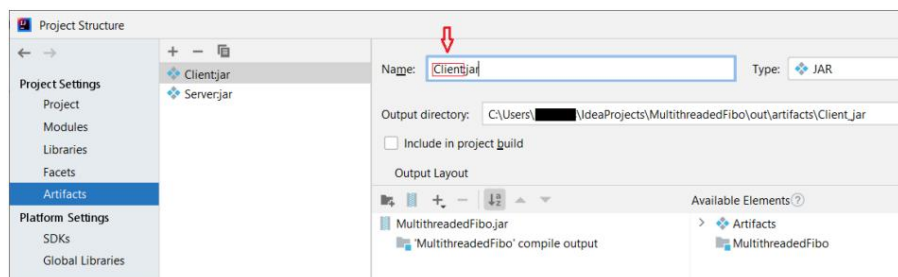 Project Structure
Project Settings
Project
Modules
Libraries
Facets
Artifacts
Platform Settings
SDKs
Global Libraries
Client:jar
Server:jar
Name: Client:jar
Type: JAR
Output directory: C:\Users\ \IdeaProjects\MultithreadedFibo\out\artifacts\Client_jar
Include in project build
Output Layout
MultithreadedFibo.jar
'MultithreadedFibo' compile output
Available Elements ?
Artifacts
MultithreadedFibo